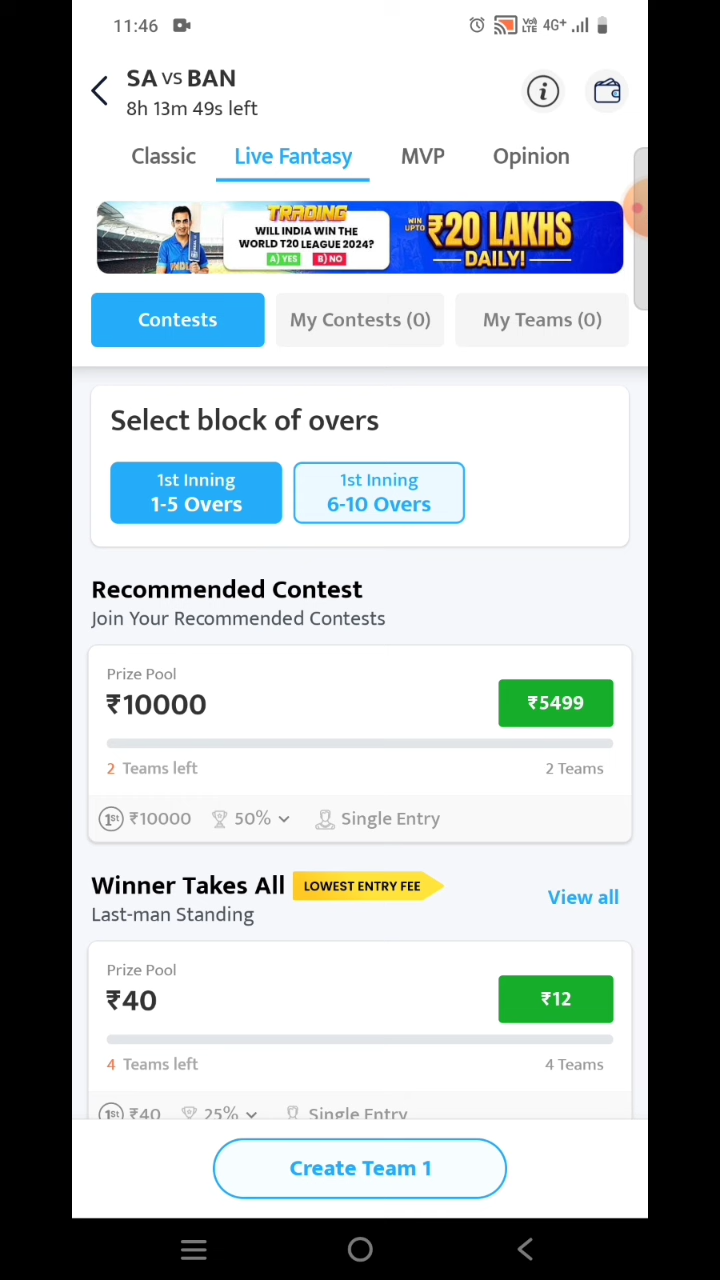 11:46
Vo) LTE 4G+
SA VS BAN
8h 13m 49s left
Classic Live Fantasy MVP Opinion
TRADING
WILL INDIA WIN THE
WORLD T20 LEAGUE 2024?
A) YES B) NO
INDIA
WIN UPTO ₹20 LAKHS
DAILY!
Contests My Contests (0) My Teams (0)
Select block of overs
1st Inning
1-5 Overs
1st Inning
6-10 Overs
Recommended Contest
Join Your Recommended Contests
Prize Pool
₹10000 ₹5499
2 Teams left 2 Teams
1st ₹10000 50% Single Entry
Winner Takes All LOWEST ENTRY FEE
Last-man Standing View all
Prize Pool
₹40 ₹12
4 Teams left 4 Teams
1st ₹40 25% Single Entry
Create Team 1